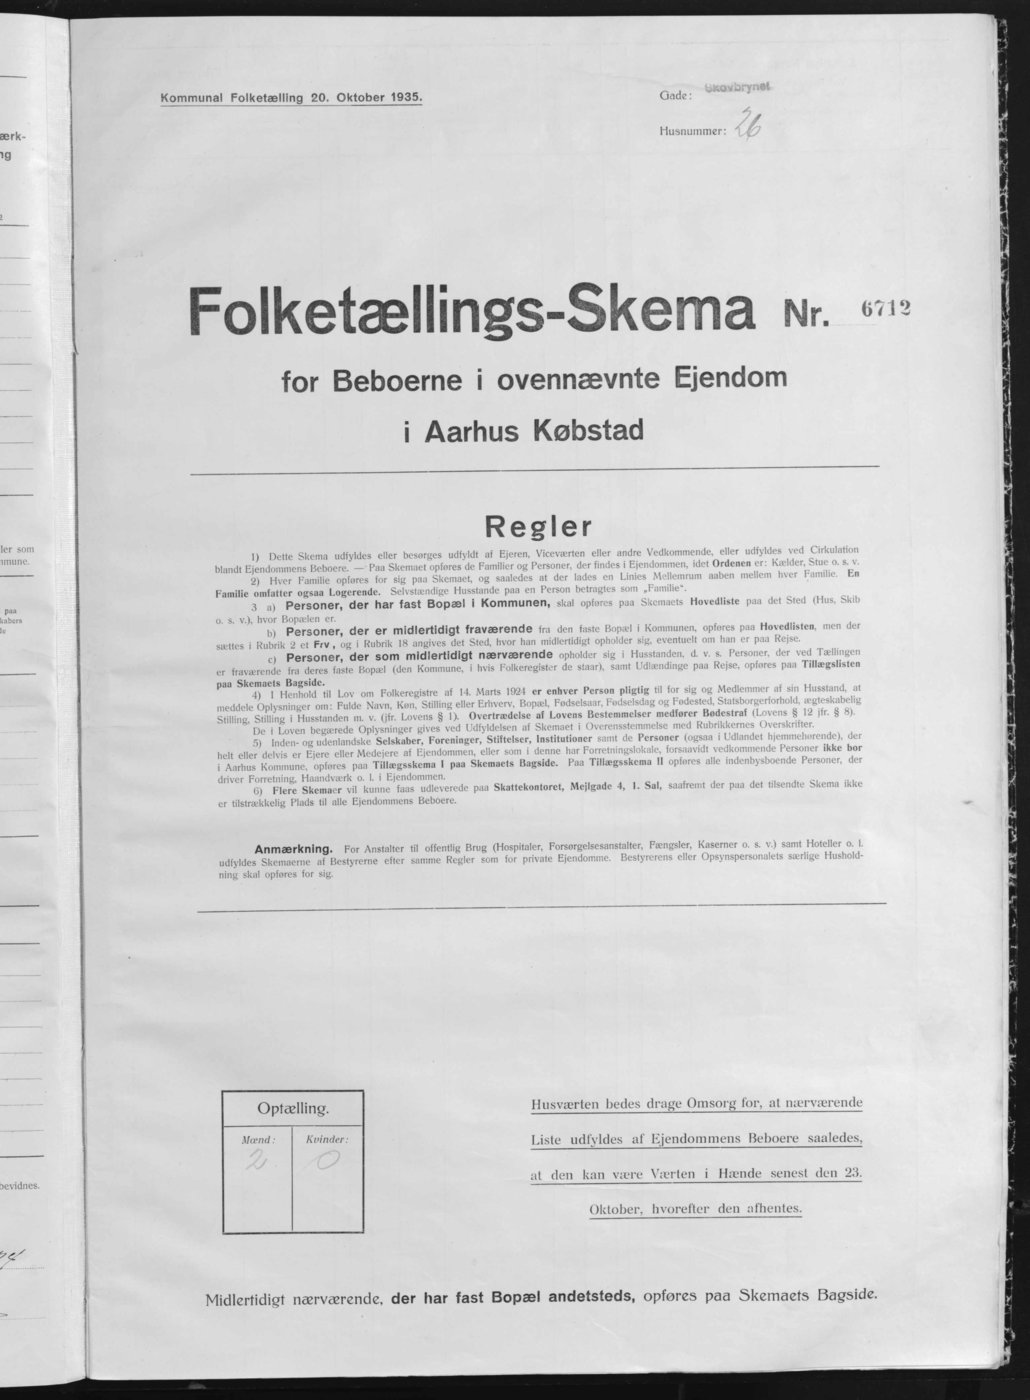 Kommunal Folketælling 20. Oktober 1935.
Gade: Skovbrynet
Husnummer: 26
Folketællings-Skema Nr. 6712
for Beboerne i ovennævnte Ejendom
i Aarhus Købstad
Regler
1) Dette Skema udfyldes eller besørges udfyldt af Ejeren, Viceværten eller andre Vedkommende, eller udfyldes ved Cirkulation
blandt Ejendommens Beboere. — Paa Skemaet opføres de Familier og Personer, der findes i Ejendommen, idet Ordenen er: Kælder, Stue o. s. v.
2) Hver Familie opføres for sig paa Skemaet, og saaledes at der lades en Linies Mellemrum aaben mellem hver Familie. En
Familie omfatter ogsaa Logerende. Selvstændige Husstande paa en Person betragtes som „Familie“.
3 a) Personer, der har fast Bopæl i Kommunen, skal opføres paa Skemaets Hovedliste paa det Sted (Hus, Skib
o. s. v.), hvor Bopælen er.
b) Personer, der er midlertidigt fraværende fra den faste Bopæl i Kommunen, opføres paa Hovedlisten, men der
sættes i Rubrik 2 et Frv, og i Rubrik 18 angives det Sted, hvor han midlertidigt opholder sig, eventuelt om han er paa Rejse.
c) Personer, der som midlertidigt nærværende opholder sig i Husstanden, d. v. s. Personer, der ved Tællingen
er fraværende fra deres faste Bopæl (den Kommune, i hvis Folkeregister de staar), samt Udlændinge paa Rejse, opføres paa Tillægslisten
paa Skemaets Bagside.
4) I Henhold til Lov om Folkeregistre af 14. Marts 1924 er enhver Person pligtig til for sig og Medlemmer af sin Husstand, at
meddele Oplysninger om: Fulde Navn, Køn, Stilling eller Erhverv, Bopæl, Fødselsaar, Fødselsdag og Fødested, Statsborgerforhold, ægteskabelig
Stilling, Stilling i Husstanden m. v. (jfr. Lovens § 1). Overtrædelse af Lovens Bestemmelser medfører Bødestraf (Lovens § 12 jfr. § 8).
De i Loven begærede Oplysninger gives ved Udfyldelsen af Skemaet i Overensstemmelse med Rubrikkernes Overskrifter.
5) Inden- og udenlandske Selskaber, Foreninger, Stiftelser, Institutioner samt de Personer (ogsaa i Udlandet hjemmehørende), der
helt eller delvis er Ejere eller Medejere af Ejendommen, eller som i denne har Forretningslokale, forsaavidt vedkommende Personer ikke bor
i Aarhus Kommune, opføres paa Tillægsskema I paa Skemaets Bagside. Paa Tillægsskema II opføres alle indenbysboende Personer, der
driver Forretning, Haandværk o. l. i Ejendommen.
6) Flere Skemaer vil kunne faas udleverede paa Skattekontoret, Mejlgade 4, 1. Sal, saafremt der paa det tilsendte Skema ikke
er tilstrækkelig Plads til alle Ejendommens Beboere.
Anmærkning. For Anstalter til offentlig Brug (Hospitaler, Forsørgelsesanstalter, Fængsler, Kaserner o. s. v.) samt Hoteller o. l.
udfyldes Skemaerne af Bestyrerne efter samme Regler som for private Ejendomme. Bestyrerens eller Opsynspersonalets særlige Hushold-
ning skal opføres for sig.
Optælling.
Mænd: Kvinder:
2 0
Husværten bedes drage Omsorg for, at nærværende
Liste udfyldes af Ejendommens Beboere saaledes,
at den kan være Værten i Hænde senest den 23.
Oktober, hvorefter den afhentes.
Midlertidigt nærværende, der har fast Bopæl andetsteds, opføres paa Skemaets Bagside.